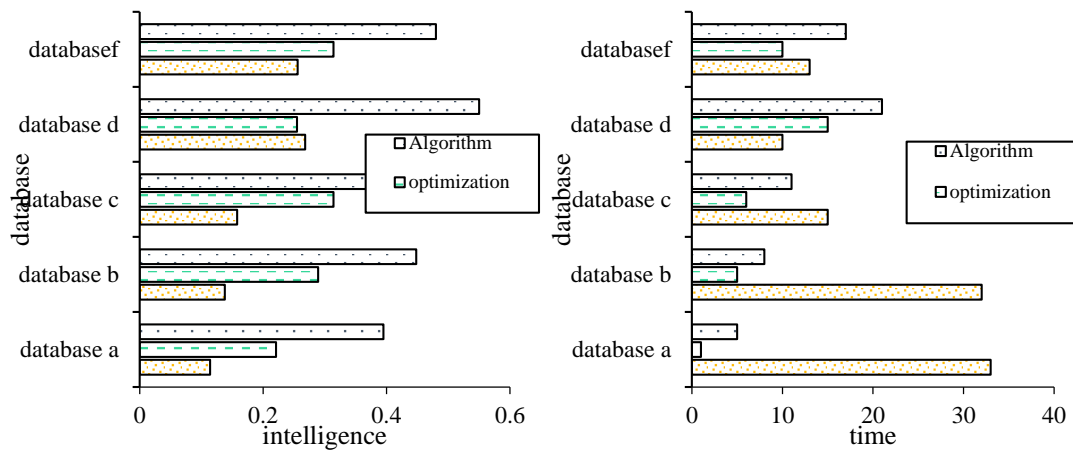 databasef
database d
database c
database b
database a
database
Algorithm
optimization
0
0.2
0.4
0.6
intelligence
databasef
database d
database c
database b
database a
database
Algorithm
optimization
0
10
20
30
40
time